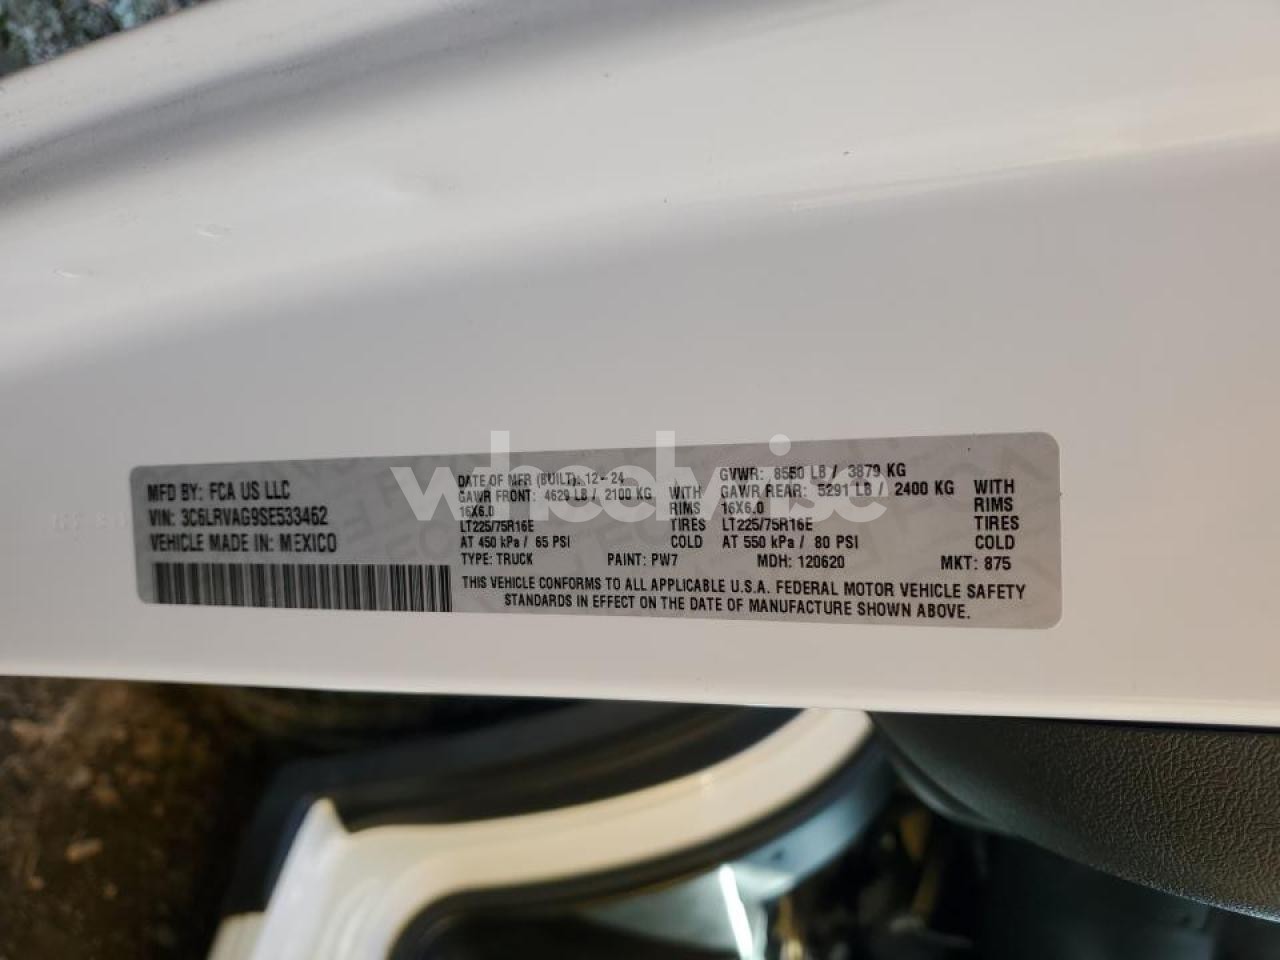 MFD BY: FCA US LLC
VIN: 3C6LRVAG9SE533462
VEHICLE MADE IN: MEXICO
DATE OF MFR (BUILT): 12-24
GAWR FRONT: 4629 LB / 2100 KG WITH
16X6.0 RIMS
LT225/75R16E TIRES
AT 450 kPa / 65 PSI COLD
GVWR: 8550 LB / 3879 KG
GAWR REAR: 5291 LB / 2400 KG WITH
16X6.0 RIMS
LT225/75R16E TIRES
AT 550 kPa / 80 PSI COLD
TYPE: TRUCK PAINT: PW7 MDH: 120620 MKT: 875
THIS VEHICLE CONFORMS TO ALL APPLICABLE U.S.A. FEDERAL MOTOR VEHICLE SAFETY
STANDARDS IN EFFECT ON THE DATE OF MANUFACTURE SHOWN ABOVE.
wheelwise